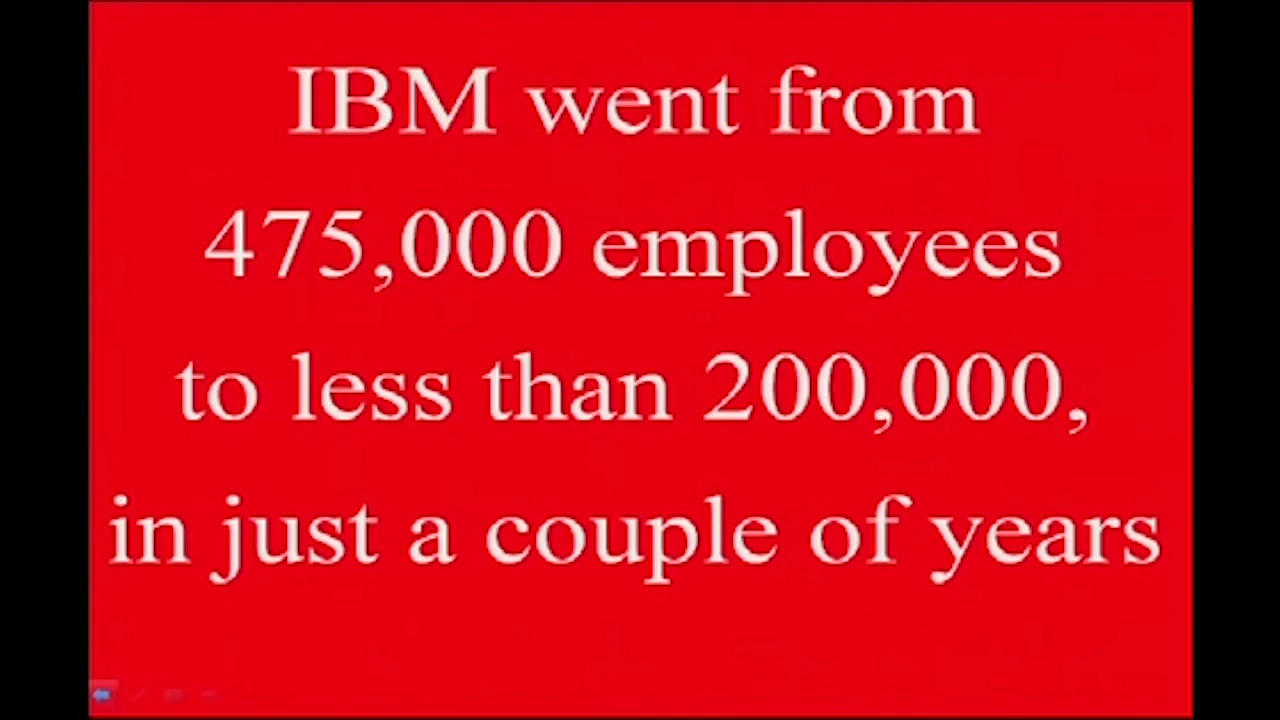 IBM went from
475,000 employees
to less than 200,000,
in just a couple of years